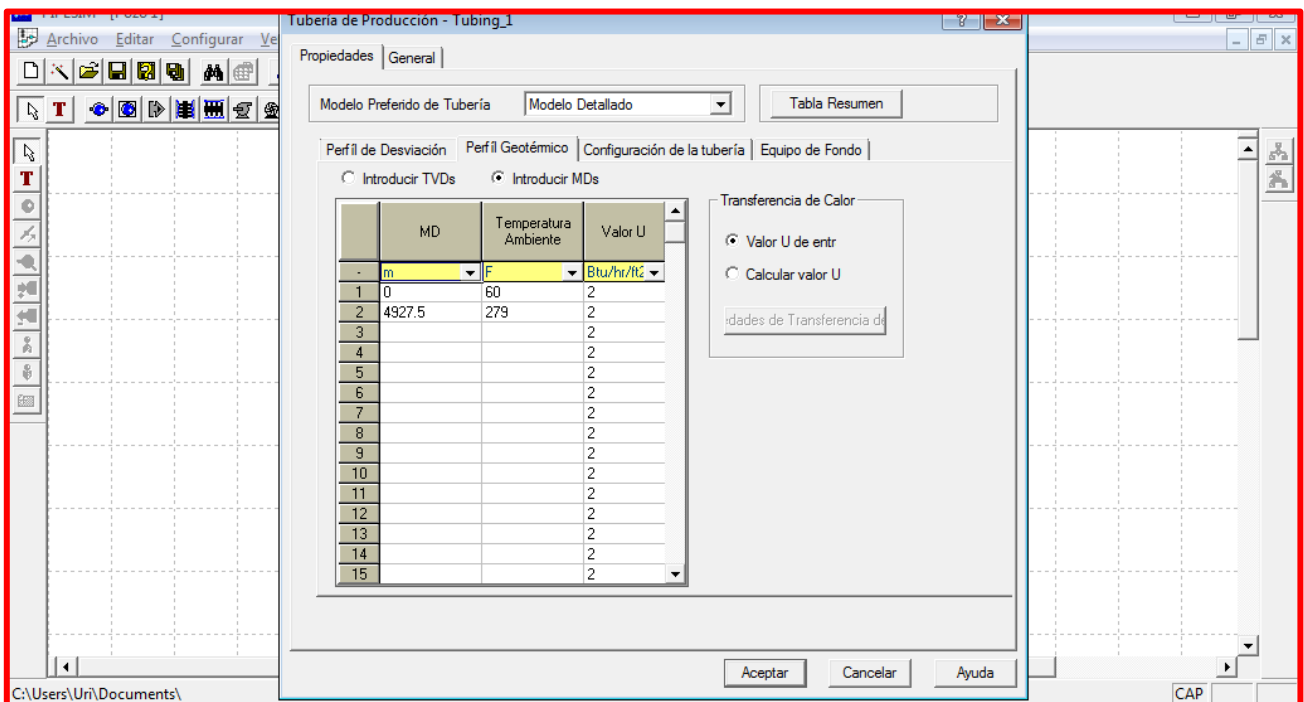 Tubería de Producción - Tubing_1
Archivo Editar Configurar Ve
Propiedades General
Modelo Preferido de Tubería Modelo Detallado Tabla Resumen
Perfíl de Desviación Perfíl Geotérmico Configuración de la tubería Equipo de Fondo
Introducir TVDs Introducir MDs
Transferencia de Calor
MD Temperatura Ambiente Valor U
Valor U de entr
- m F Btu/hr/ft2
Calcular valor U
1 0 60 2
2 4927.5 279 2
edades de Transferencia de
3 2
4 2
5 2
6 2
7 2
8 2
9 2
10 2
11 2
12 2
13 2
14 2
15 2
Aceptar Cancelar Ayuda
C:\Users\Uri\Documents\ CAP